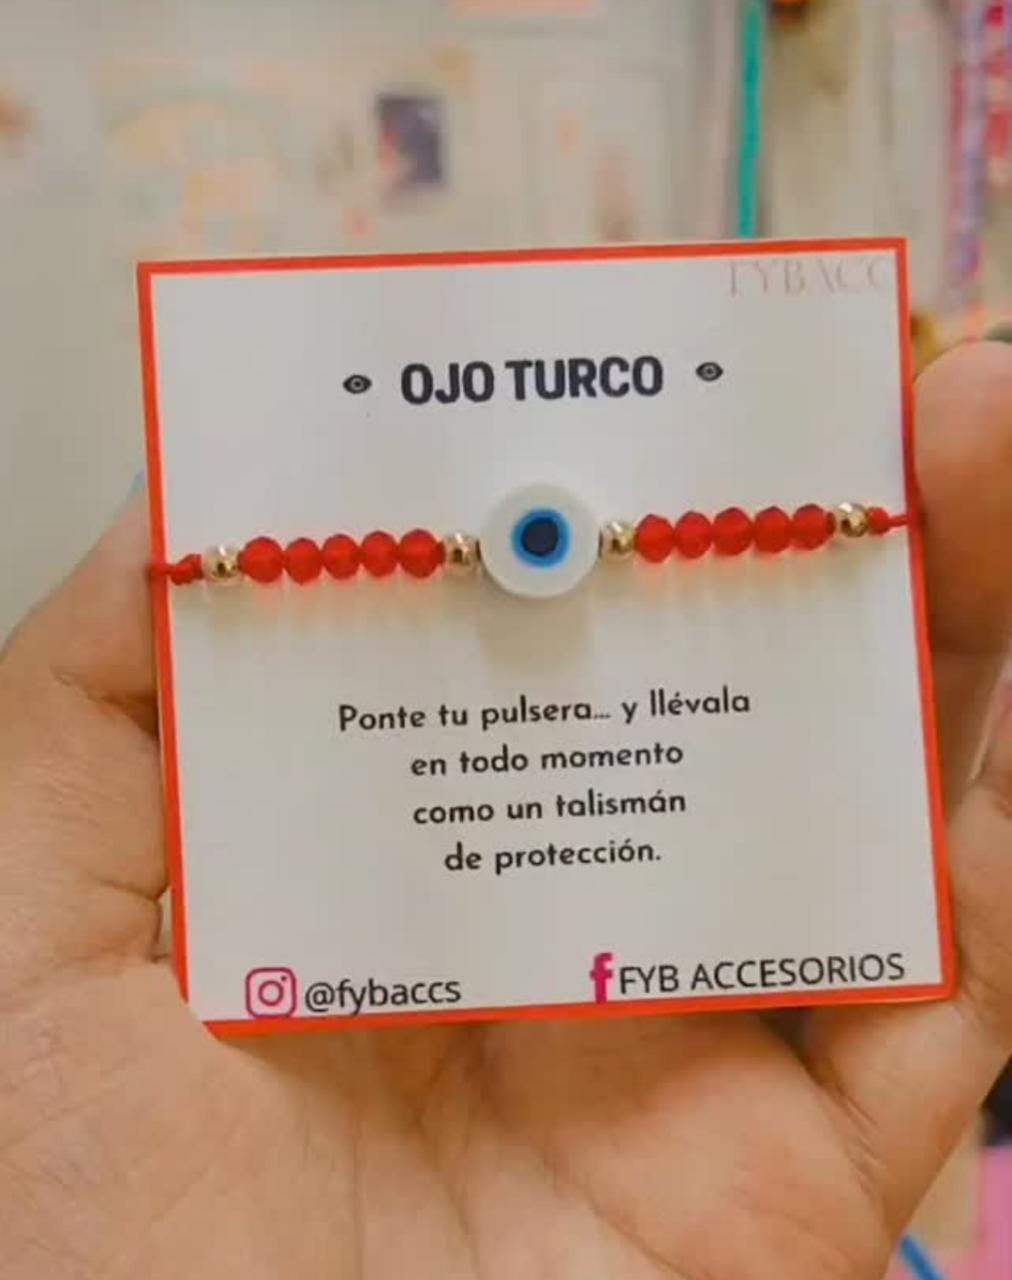 FYBACC
OJO TURCO
Ponte tu pulsera... y llévala
en todo momento
como un talismán
de protección.
@fybaccs
FYB ACCESORIOS